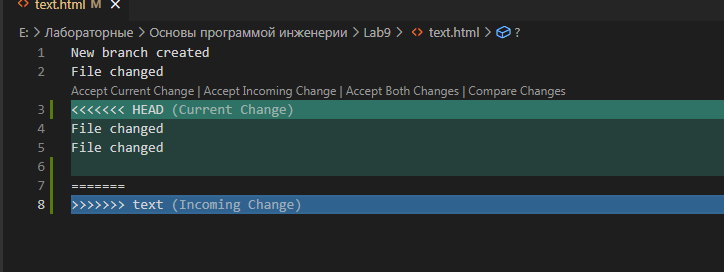 text.html M
E: > Лабораторные > Основы программой инженерии > Lab9 > text.html > ?
1 New branch created
2 File changed
Accept Current Change | Accept Incoming Change | Accept Both Changes | Compare Changes
3 <<<<<<< HEAD (Current Change)
4 File changed
5 File changed
6
7 =======
8 >>>>>>> text (Incoming Change)